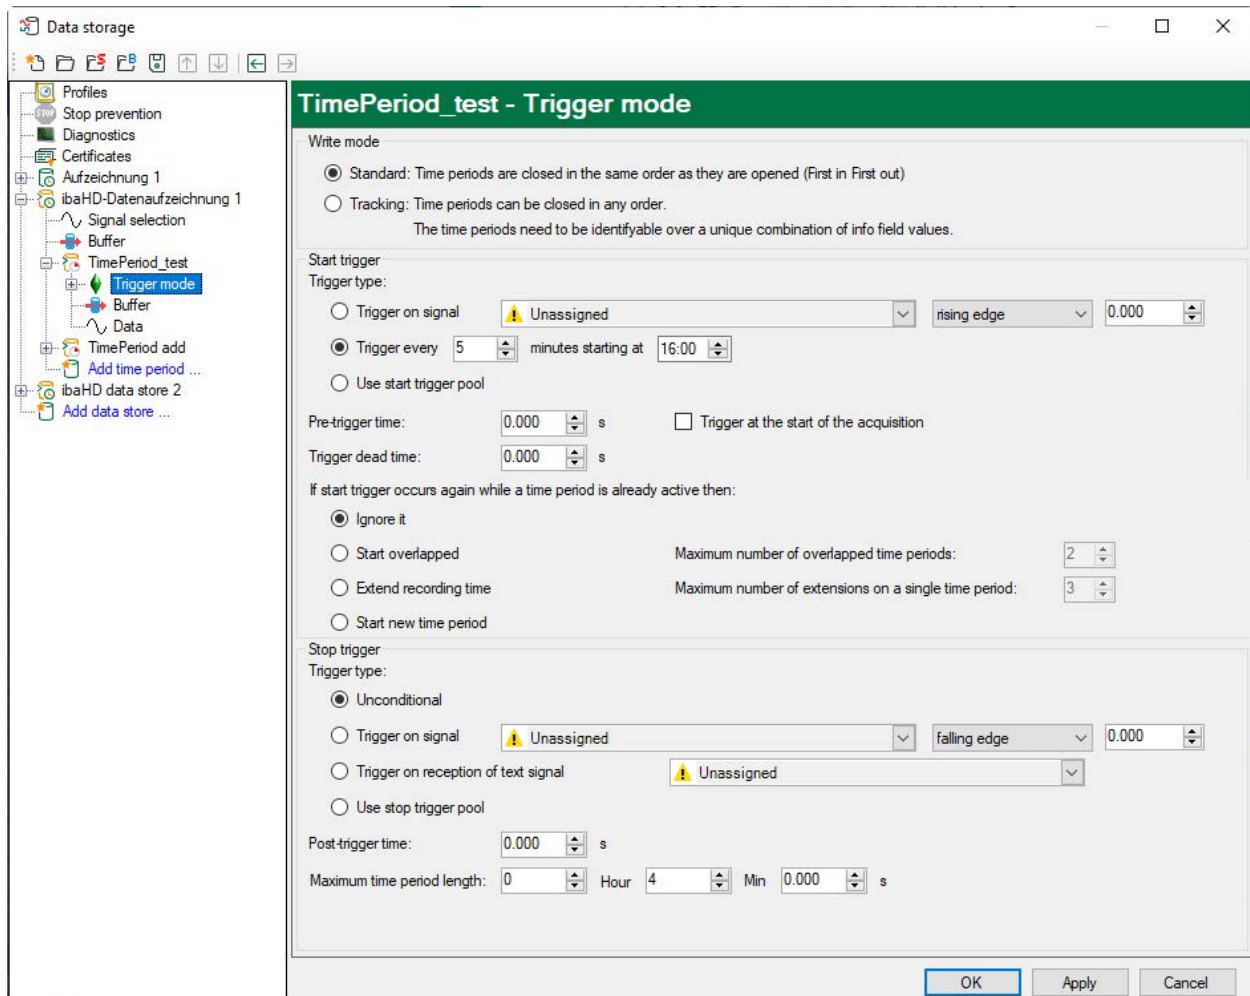 Data storage
Profiles
STOP Stop prevention
Diagnostics
Certificates
Aufzeichnung 1
ibaHD-Datenaufzeichnung 1
Signal selection
Buffer
TimePeriod_test
Trigger mode
Buffer
Data
TimePeriod add
Add time period ...
ibaHD data store 2
Add data store ...
TimePeriod_test - Trigger mode
Write mode
Standard: Time periods are closed in the same order as they are opened (First in First out)
Tracking: Time periods can be closed in any order.
The time periods need to be identifyable over a unique combination of info field values.
Start trigger
Trigger type:
Trigger on signal Unassigned rising edge 0.000
Trigger every 5 minutes starting at 16:00
Use start trigger pool
Pre-trigger time: 0.000 s Trigger at the start of the acquisition
Trigger dead time: 0.000 s
If start trigger occurs again while a time period is already active then:
Ignore it
Start overlapped Maximum number of overlapped time periods: 2
Extend recording time Maximum number of extensions on a single time period: 3
Start new time period
Stop trigger
Trigger type:
Unconditional
Trigger on signal Unassigned falling edge 0.000
Trigger on reception of text signal Unassigned
Use stop trigger pool
Post-trigger time: 0.000 s
Maximum time period length: 0 Hour 4 Min 0.000 s
OK Apply Cancel